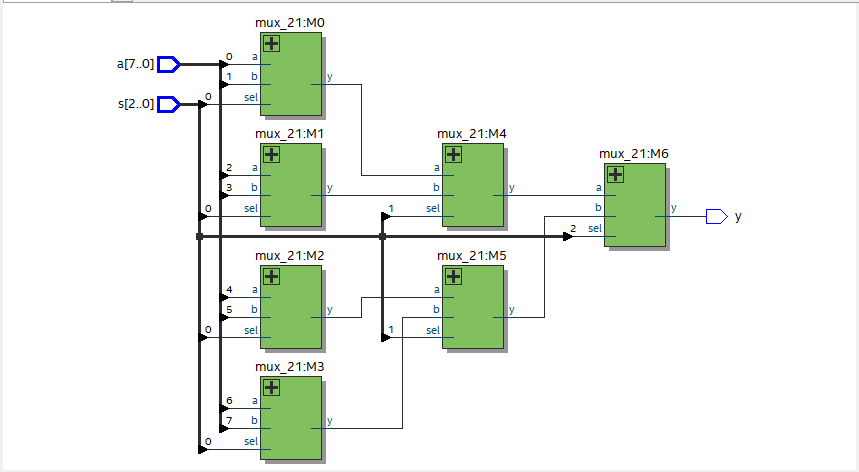 mux_21:M0
a[7..0]
0 a
1 b y
s[2..0]
0 sel
mux_21:M1
2 a
3 b y
0 sel
mux_21:M4
a
b y
1 sel
mux_21:M6
a
b y
2 sel
y
mux_21:M2
4 a
5 b y
0 sel
mux_21:M5
a
b y
1 sel
mux_21:M3
6 a
7 b y
0 sel